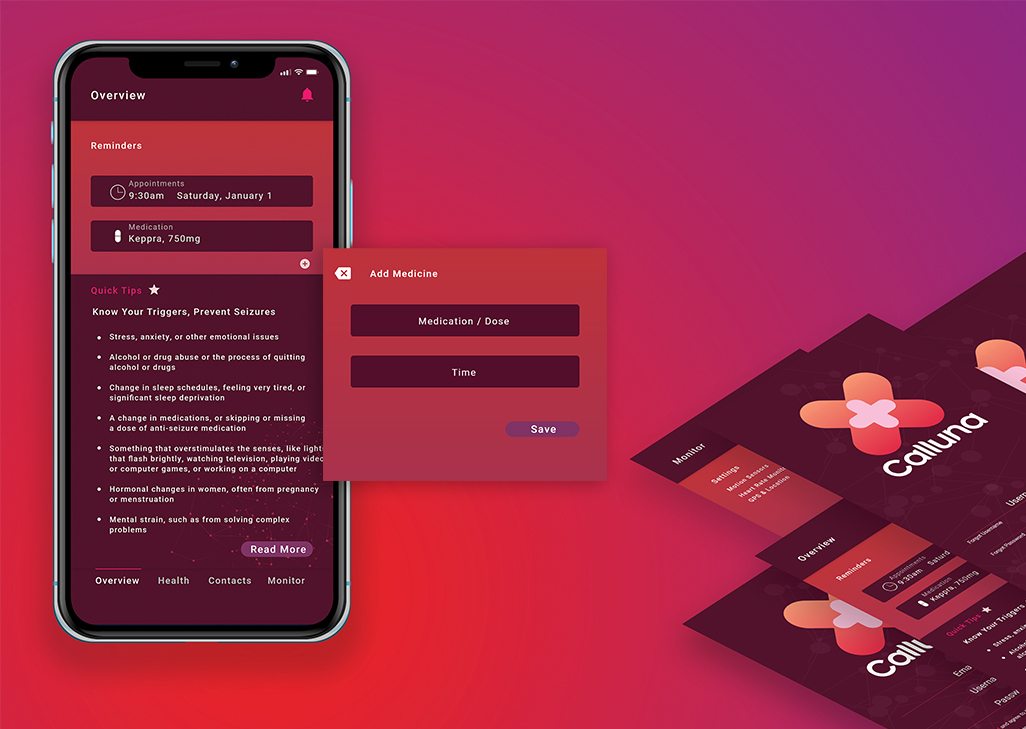 Overview
Reminders
Appointments
9:30am Saturday, January 1
Medication
Keppra, 750mg
Quick Tips
Know Your Triggers, Prevent Seizures
Stress, anxiety, or other emotional issues
Alcohol or drug abuse or the process of quitting
alcohol or drugs
Change in sleep schedules, feeling very tired, or
significant sleep deprivation
A change in medications, or skipping or missing
a dose of anti-seizure medication
Something that overstimulates the senses, like light
that flash brightly, watching television, playing video
or computer games, or working on a computer
Hormonal changes in women, often from pregnancy
or menstruation
Mental strain, such as from solving complex
problems
Read More
Overview Health Contacts Monitor
Add Medicine
Medication / Dose
Time
Save
Calluna
Usern
Forgot Username
Forgot Password
Monitor
Settings
Motion Sensors
Heart Rate Monit
GPS & Location
Overview
Reminders
Appointments
9:30am Saturd
Medication
Keppra, 750mg
Quick Tips
Know Your Triggers
Stress, anxi
Alcoho
Call
Ema
Userna
Passw